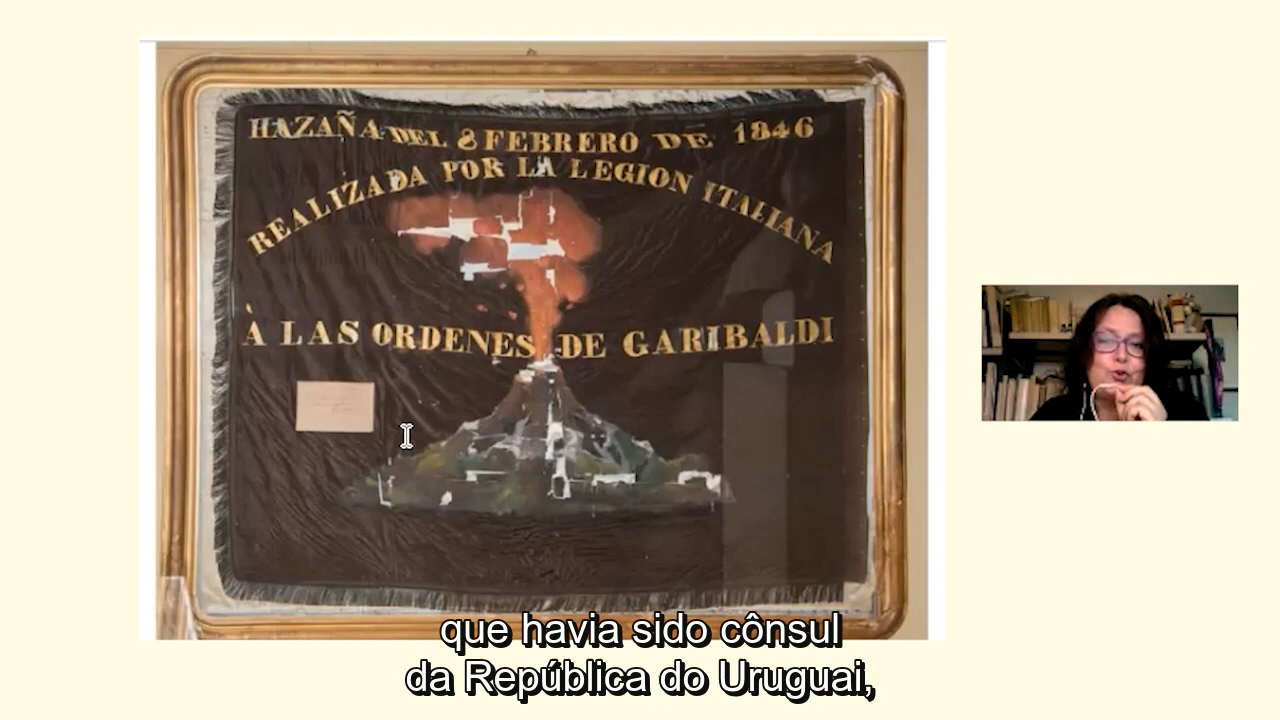 HAZAÑA DEL 8 FEBRERO DE 1846
REALIZADA POR LA LEGION ITALIANA
À LAS ORDENES DE GARIBALDI
que havia sido cônsul
da República do Uruguai,